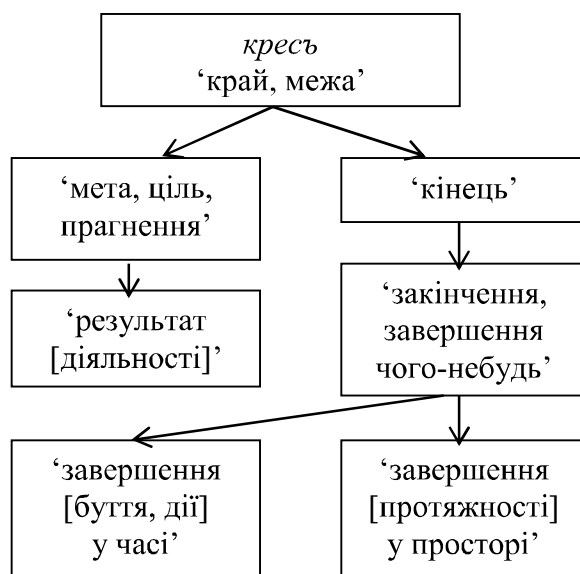 кресъ
‘край, межа’
‘мета, ціль,
прагнення’
‘кінець’
‘результат
[діяльності]’
‘закінчення,
завершення
чого-небудь’
‘завершення
[буття, дії]
у часі’
‘завершення
[протяжності]
у просторі’